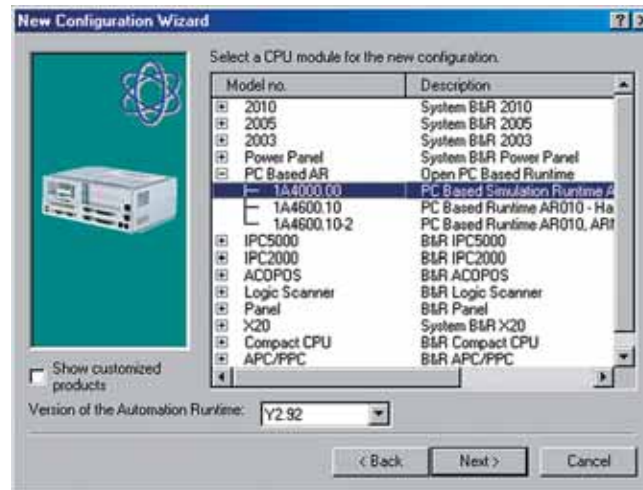 New Configuration Wizard
Select a CPU module for the new configuration.
Model no. Description
2010 System B&R 2010
2005 System B&R 2005
2003 System B&R 2003
Power Panel System B&R Power Panel
PC Based AR Open PC Based Runtime
1A4000.00 PC Based Simulation Runtime A
1A4600.10 PC Based Runtime AR010 - Ha
1A4600.10-2 PC Based Runtime AR010, ARN
IPC5000 B&R IPC5000
IPC2000 B&R IPC2000
ACOPOS B&R ACOPOS
Logic Scanner B&R Logic Scanner
Panel B&R Panel
X20 System B&R X20
Compact CPU B&R Compact CPU
APC/PPC B&R APC/PPC
Show customized
products
Version of the Automation Runtime: Y2.92
< Back Next > Cancel